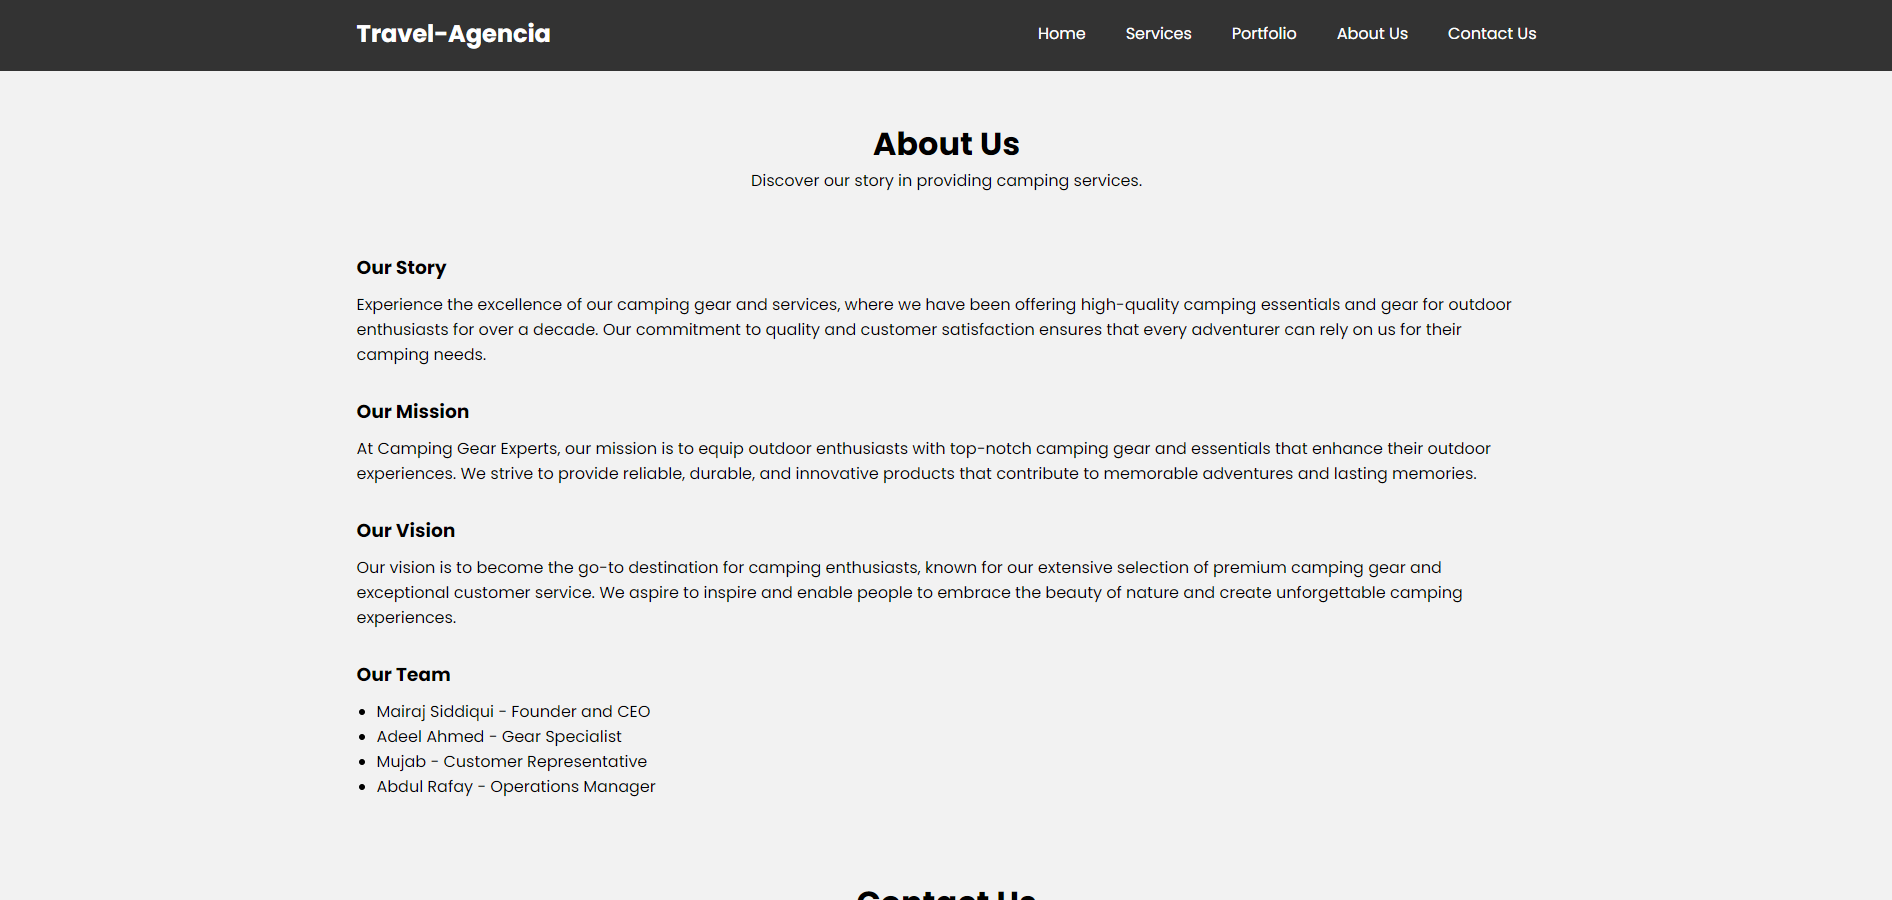 Travel-Agencia
Home Services Portfolio About Us Contact Us
About Us
Discover our story in providing camping services.
Our Story
Experience the excellence of our camping gear and services, where we have been offering high-quality camping essentials and gear for outdoor
enthusiasts for over a decade. Our commitment to quality and customer satisfaction ensures that every adventurer can rely on us for their
camping needs.
Our Mission
At Camping Gear Experts, our mission is to equip outdoor enthusiasts with top-notch camping gear and essentials that enhance their outdoor
experiences. We strive to provide reliable, durable, and innovative products that contribute to memorable adventures and lasting memories.
Our Vision
Our vision is to become the go-to destination for camping enthusiasts, known for our extensive selection of premium camping gear and
exceptional customer service. We aspire to inspire and enable people to embrace the beauty of nature and create unforgettable camping
experiences.
Our Team
• Mairaj Siddiqui - Founder and CEO
• Adeel Ahmed - Gear Specialist
• Mujab - Customer Representative
• Abdul Rafay - Operations Manager
Contact Us